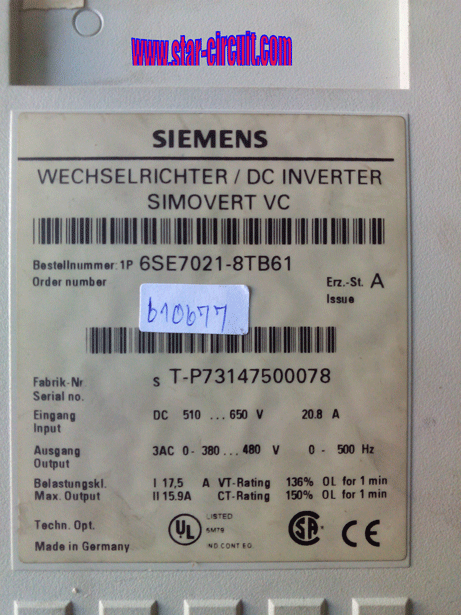 www.star-circuit.com
SIEMENS
WECHSELRICHTER / DC INVERTER
SIMOVERT VC
Bestellnummer: 1P 6SE7021-8TB61
Order number
Erz.-St. A
Issue
610677
Fabrik-Nr S T-P73147500078
Serial no.
Eingang DC 510 ... 650 V 20.8 A
Input
Ausgang 3AC 0- 380 ... 480 V 0 - 500 Hz
Output
Belastungskl. I 17,5 A VT-Rating 136% OL for 1 min
Max. Output II 15.9A CT-Rating 150% OL for 1 min
Techn. Opt.
Made in Germany
UL
LISTED
5M79
IND CONT EQ.
SA
CE